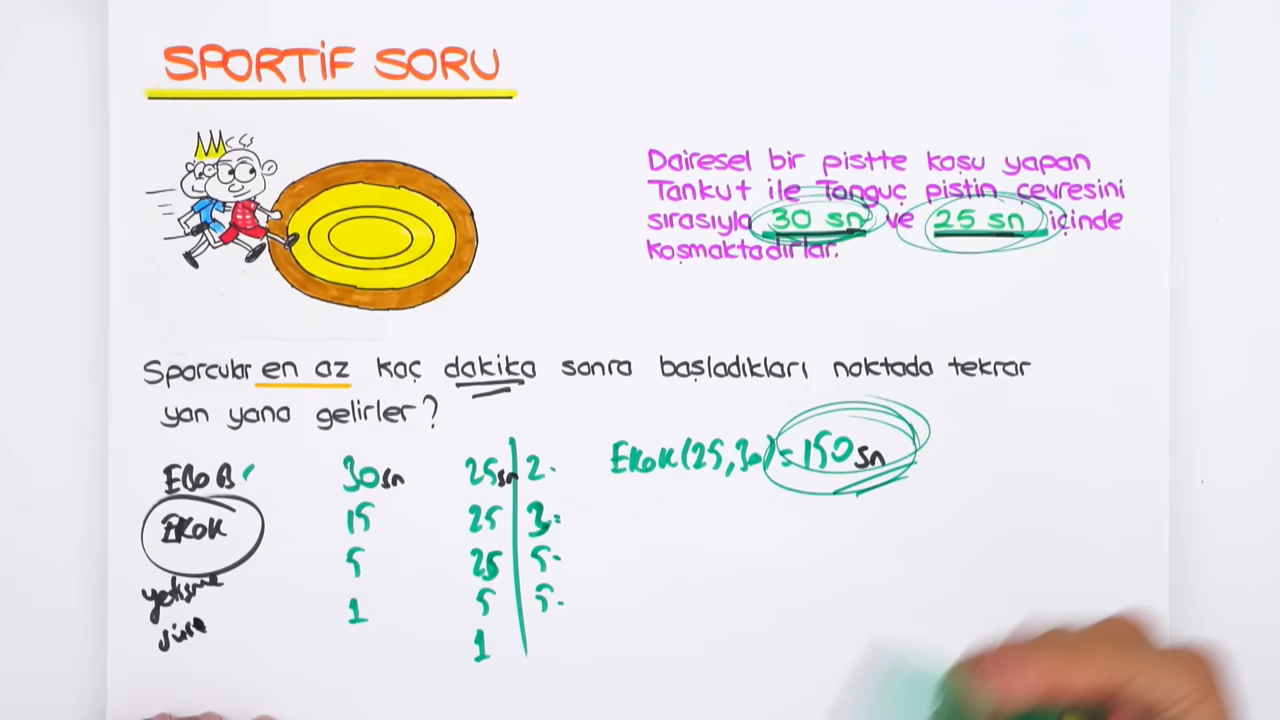 SPORTİF SORU
Dairesel bir pistte koşu yapan
Tankut ile Tonguç pistin çevresini
sırasıyla 30 sn ve 25 sn içinde
koşmaktadırlar.
Sporcular en az kaç dakika sonra başladıkları noktada tekrar
yan yana gelirler?
EBOB
30sn 25sn 2
EKOK(25,30)=150sn
EKOK
15 25 3
5 25 5
1 5 5
1
süre